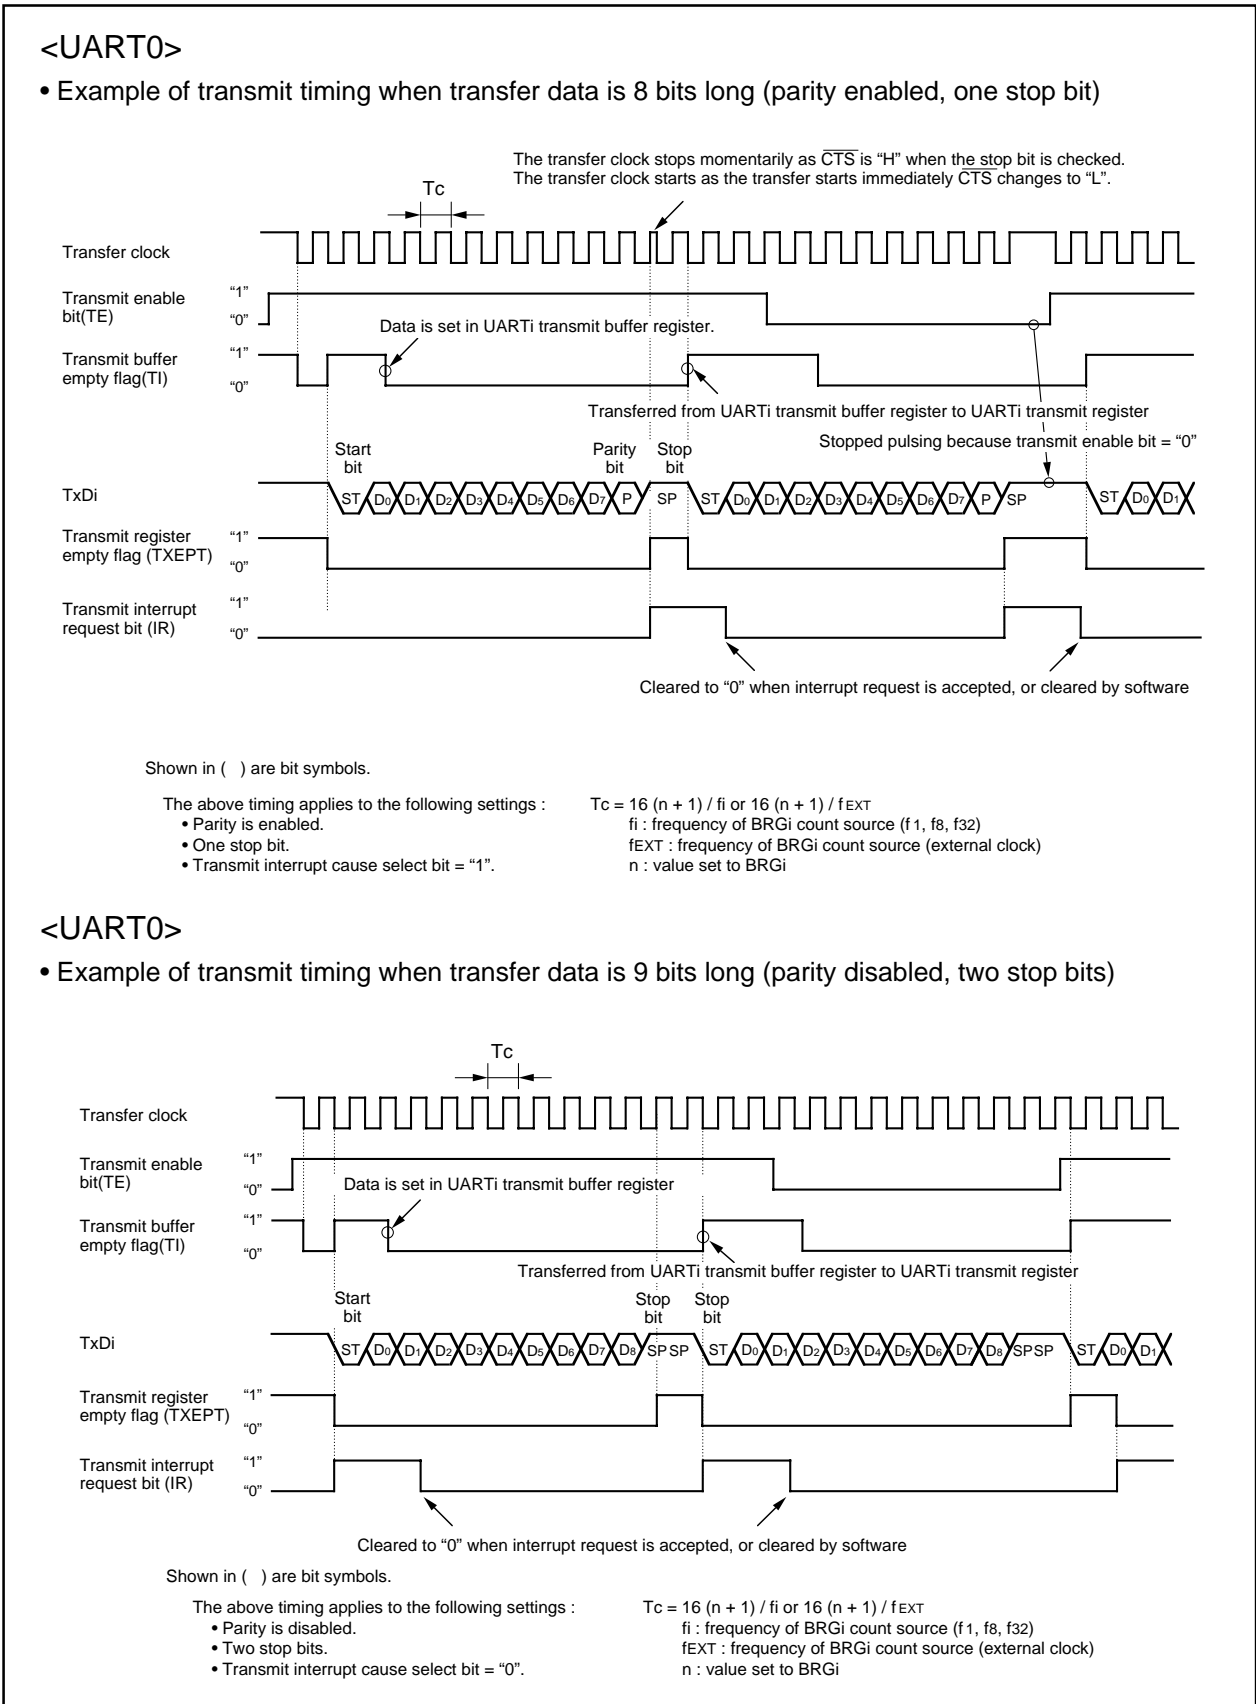 <UART0>
• Example of transmit timing when transfer data is 8 bits long (parity enabled, one stop bit)
The transfer clock stops momentarily as CTS is “H” when the stop bit is checked.
The transfer clock starts as the transfer starts immediately CTS changes to “L”.
Tc
Transfer clock
Transmit enable
bit(TE)
“1”
“0”
Data is set in UARTi transmit buffer register.
Transmit buffer
empty flag(TI)
“1”
“0”
Transferred from UARTi transmit buffer register to UARTi transmit register
Stopped pulsing because transmit enable bit = “0”
Start
bit
Parity
bit
Stop
bit
TxDi
ST D0 D1 D2 D3 D4 D5 D6 D7 P SP ST D0 D1 D2 D3 D4 D5 D6 D7 P SP ST D0 D1
Transmit register
empty flag (TXEPT)
“1”
“0”
Transmit interrupt
request bit (IR)
“1”
“0”
Cleared to “0” when interrupt request is accepted, or cleared by software
Shown in ( ) are bit symbols.
The above timing applies to the following settings :
• Parity is enabled.
• One stop bit.
• Transmit interrupt cause select bit = “1”.
Tc = 16 (n + 1) / fi or 16 (n + 1) / fEXT
fi : frequency of BRGi count source (f1, f8, f32)
fEXT : frequency of BRGi count source (external clock)
n : value set to BRGi
<UART0>
• Example of transmit timing when transfer data is 9 bits long (parity disabled, two stop bits)
Tc
Transfer clock
Transmit enable
bit(TE)
“1”
“0”
Data is set in UARTi transmit buffer register
Transmit buffer
empty flag(TI)
“1”
“0”
Transferred from UARTi transmit buffer register to UARTi transmit register
Start
bit
Stop
bit
Stop
bit
TxDi
ST D0 D1 D2 D3 D4 D5 D6 D7 D8 SP SP ST D0 D1 D2 D3 D4 D5 D6 D7 D8 SP SP ST D0 D1
Transmit register
empty flag (TXEPT)
“1”
“0”
Transmit interrupt
request bit (IR)
“1”
“0”
Cleared to “0” when interrupt request is accepted, or cleared by software
Shown in ( ) are bit symbols.
The above timing applies to the following settings :
• Parity is disabled.
• Two stop bits.
• Transmit interrupt cause select bit = “0”.
Tc = 16 (n + 1) / fi or 16 (n + 1) / fEXT
fi : frequency of BRGi count source (f1, f8, f32)
fEXT : frequency of BRGi count source (external clock)
n : value set to BRGi